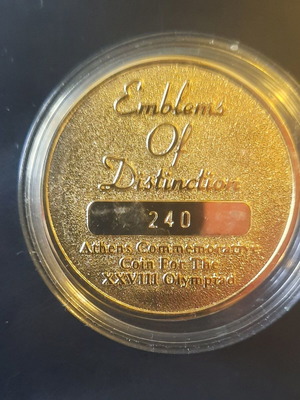 Emblems
Of
Distinction
240
Athens Commemorative
Coin For The
XXVIII Olympiad